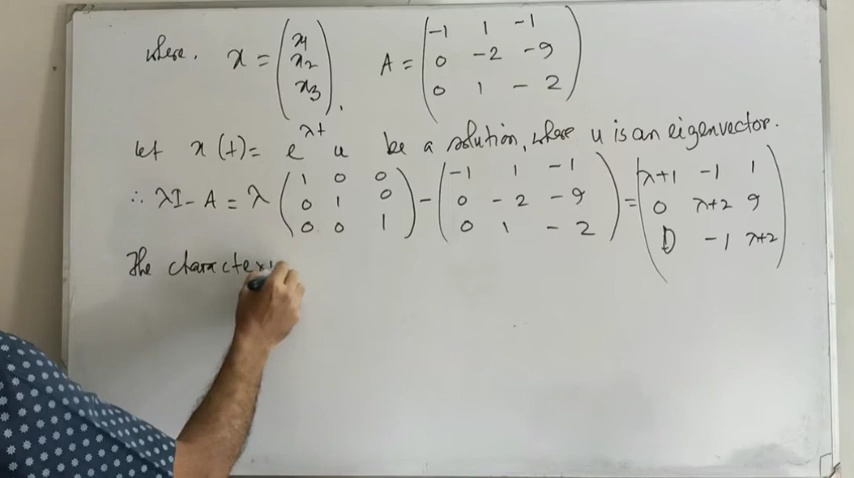 where, x = (x1 x2 x3), A = (-1 1 -1 0 -2 -9 0 1 -2)
Let x(t) = e^λt u be a solution, where u is an eigenvector.
∴ λI - A = λ (1 0 0 0 1 0 0 0 1) - (-1 1 -1 0 -2 -9 0 1 -2) = (λ+1 -1 1 0 λ+2 9 0 -1 λ+2)
The characteri